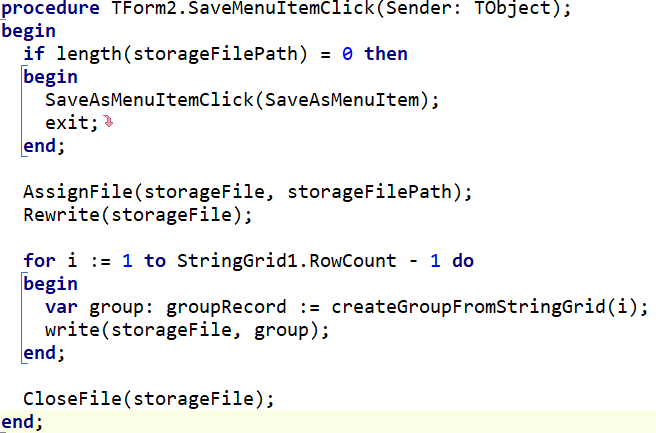 procedure TForm2.SaveMenuItemClick(Sender: TObject);
begin
  if length(storageFilePath) = 0 then
  begin
    SaveAsMenuItemClick(SaveAsMenuItem);
    exit;
  end;

  AssignFile(storageFile, storageFilePath);
  Rewrite(storageFile);

  for i := 1 to StringGrid1.RowCount - 1 do
  begin
    var group: groupRecord := createGroupFromStringGrid(i);
    write(storageFile, group);
  end;

  CloseFile(storageFile);
end;